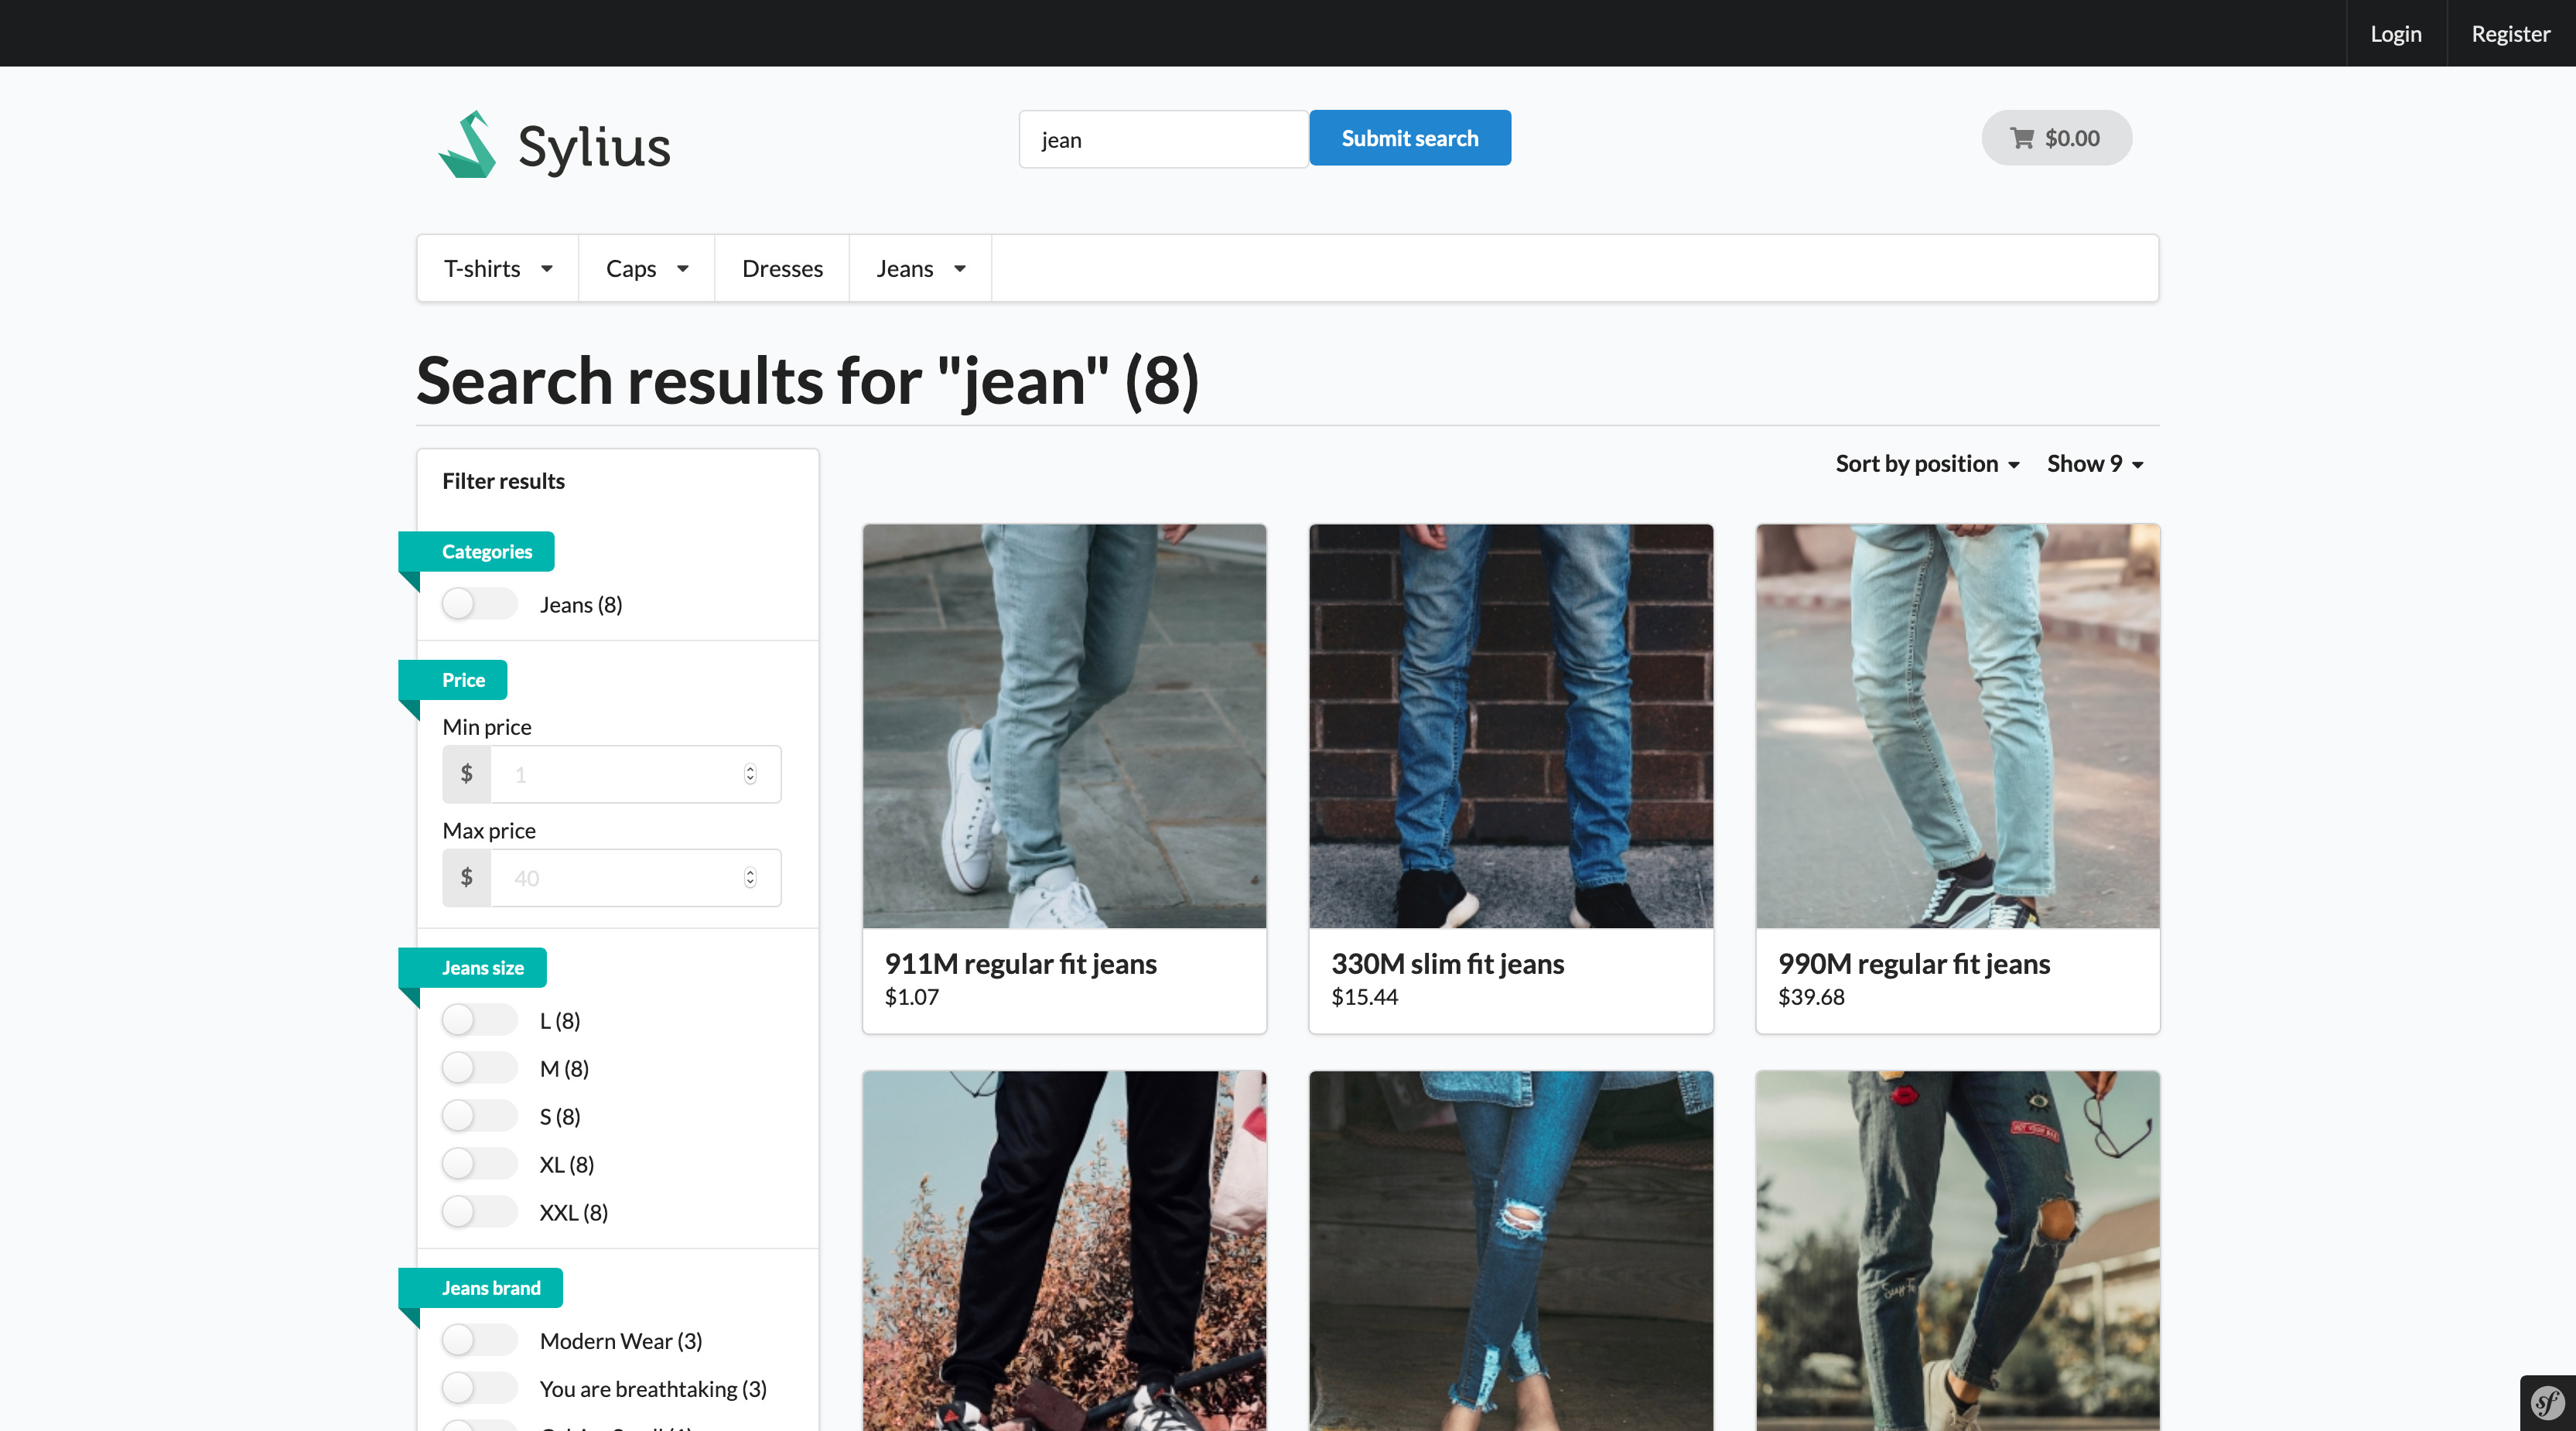 Login Register
Sylius
jean
Submit search
$0.00
T-shirts Caps Dresses Jeans
Search results for "jean" (8)
Filter results
Sort by position Show 9
Categories
Jeans (8)
Price
Min price
$ 1
Max price
$ 40
Jeans size
L (8)
M (8)
S (8)
XL (8)
XXL (8)
Jeans brand
Modern Wear (3)
You are breathtaking (3)
911M regular fit jeans
$1.07
330M slim fit jeans
$15.44
990M regular fit jeans
$39.68
sf